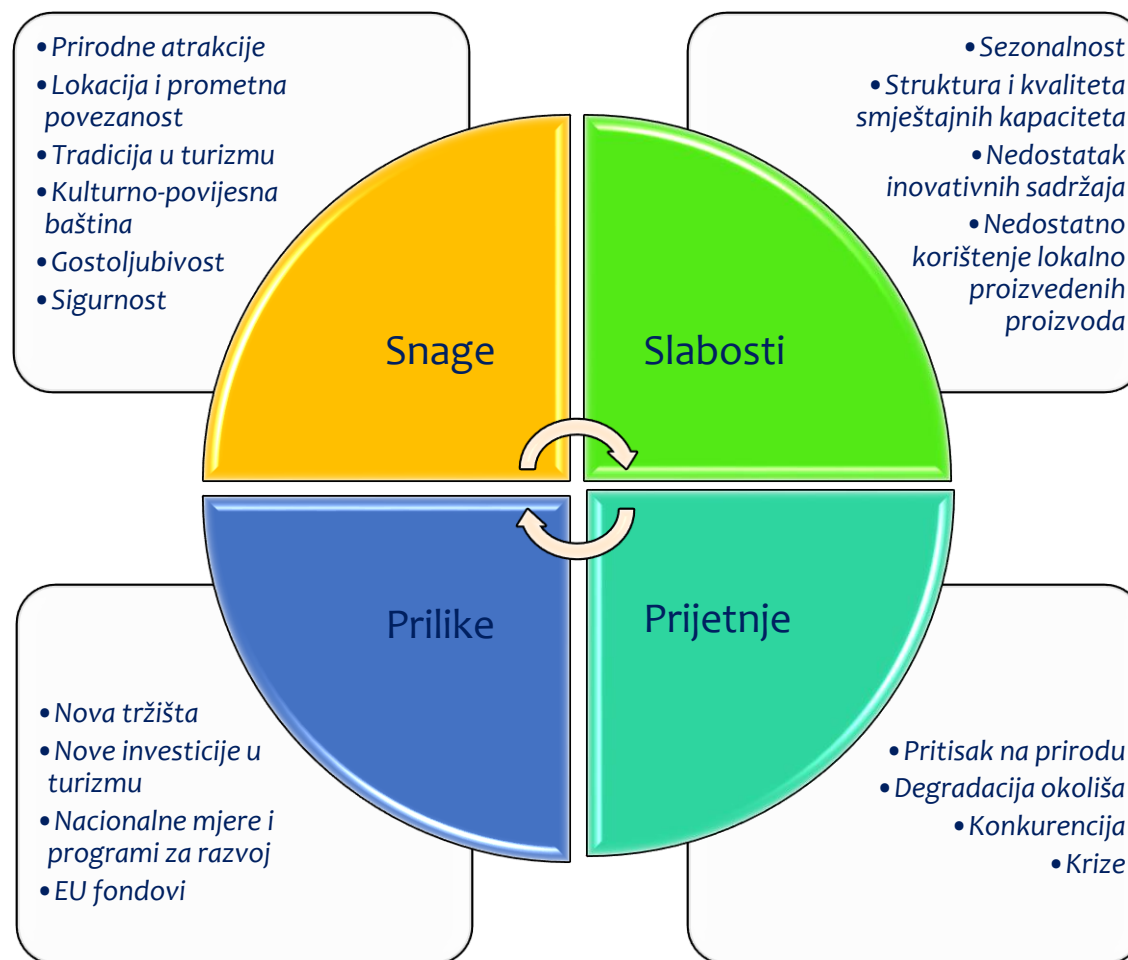 •Prirodne atrakcije
•Lokacija i prometna
povezanost
•Tradicija u turizmu
•Kulturno-povijesna
baština
•Gostoljubivost
•Sigurnost
•Sezonalnost
•Struktura i kvaliteta
smještajnih kapaciteta
•Nedostatak
inovativnih sadržaja
•Nedostatno
korištenje lokalno
proizvedenih
proizvoda
Snage
Slabosti
Prilike
Prijetnje
•Nova tržišta
•Nove investicije u
turizmu
•Nacionalne mjere i
programi za razvoj
•EU fondovi
•Pritisak na prirodu
•Degradacija okoliša
•Konkurencija
•Krize